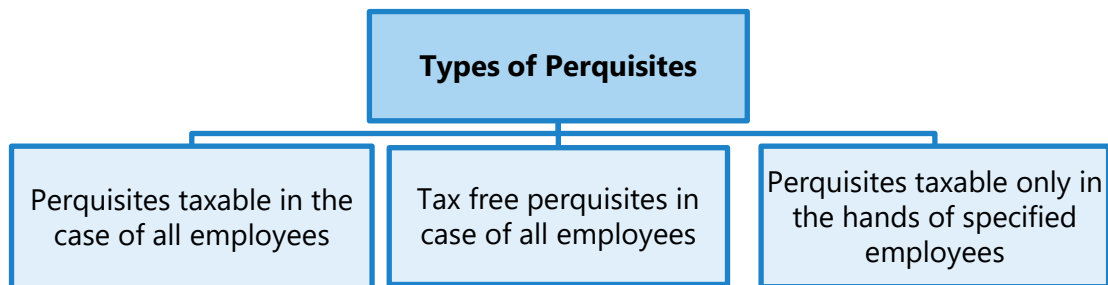 Types of Perquisites
Perquisites taxable in the
case of all employees
Tax free perquisites in
case of all employees
Perquisites taxable only in
the hands of specified
employees